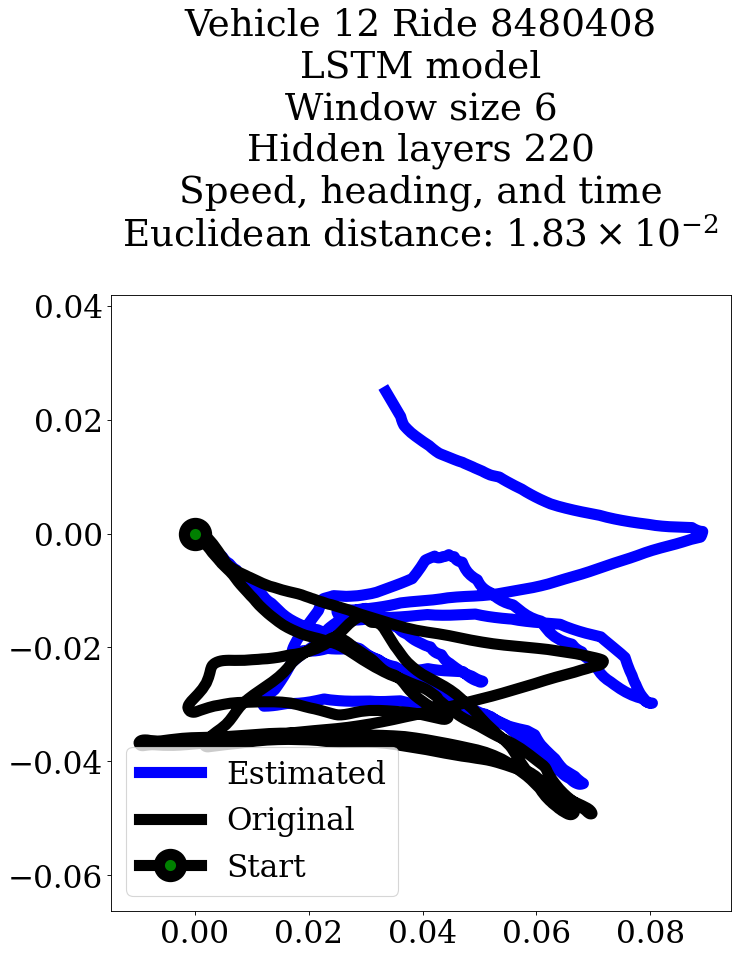 Vehicle 12 Ride 8480408
LSTM model
Window size 6
Hidden layers 220
Speed, heading, and time
Euclidean distance: 1.83 × 10⁻²
0.04
0.02
0.00
−0.02
−0.04
−0.06
Estimated
Original
Start
0.00 0.02 0.04 0.06 0.08